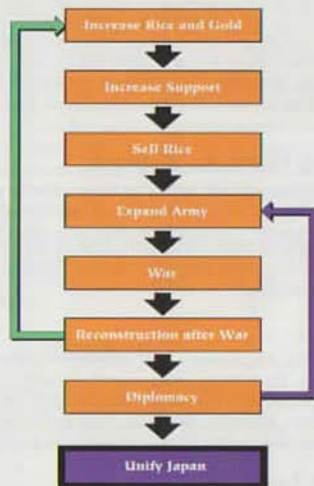 Increase Rice and Gold
Increase Support
Sell Rice
Expand Army
War
Reconstruction after War
Diplomacy
Unify Japan